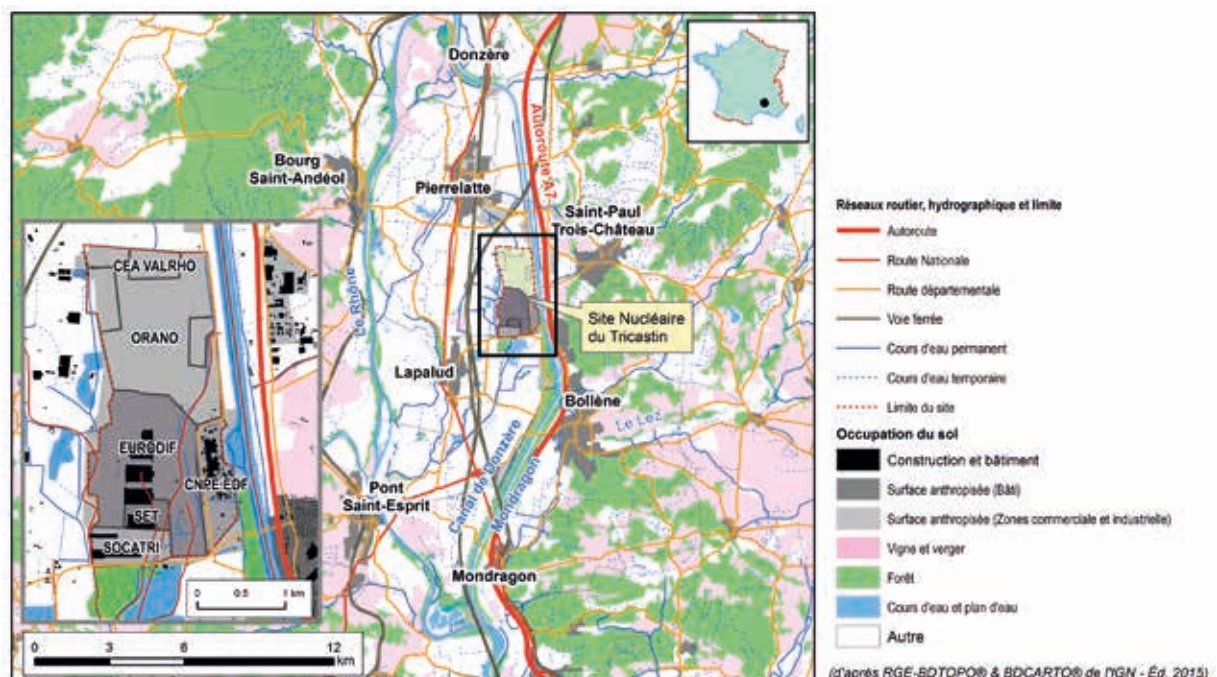 Donzère
Autoroute A7
Bourg
Saint-Andéol
Pierrelatte
Saint-Paul
Trois-Château
Le Rhône
Site Nucléaire
du Tricastin
Lapalud
Bollène
Le Lez
Pont
Saint-Esprit
Canal de Donzère
Mondragon
Mondragon
CEA VALRHO
ORANO
EURODIF
CNPE EDF
SET
SOCATRI
0 0.5 1 km
0 3 6 12
km
Réseaux routier, hydrographique et limite
Autoroute
Route Nationale
Route départementale
Voie ferrée
Cours d'eau permanent
Cours d'eau temporaire
Limite du site
Occupation du sol
Construction et bâtiment
Surface anthropisée (Bâti)
Surface anthropisée (Zones commerciale et industrielle)
Vigne et verger
Forêt
Cours d'eau et plan d'eau
Autre
(d'après RGE-BDTOPO® & BDCARTO® de l'IGN - Éd. 2015)